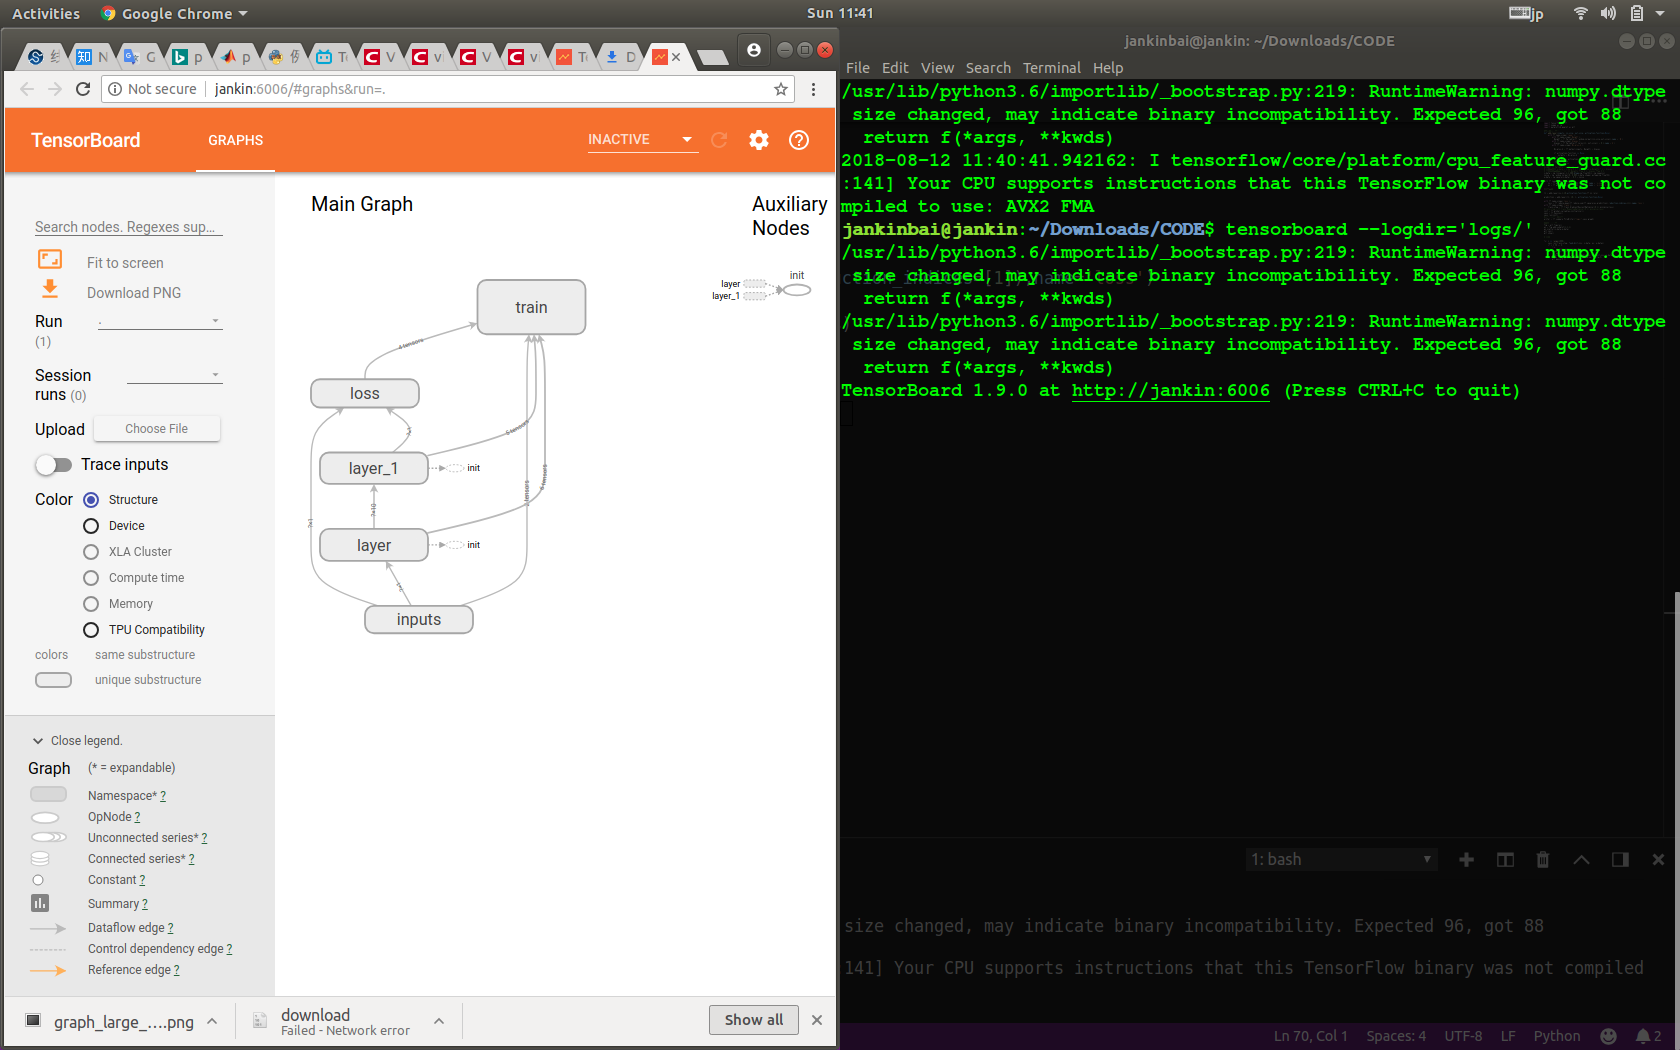 Activities
Google Chrome
Sun 11:41
jp
Not secure
jankin:6006/#graphs&run=.
TensorBoard
GRAPHS
INACTIVE
Search nodes. Regexes sup...
Fit to screen
Download PNG
Run
(1)
.
Session
runs (0)
Upload
Choose File
Trace inputs
Color
Structure
Device
XLA Cluster
Compute time
Memory
TPU Compatibility
colors
same substructure
unique substructure
Close legend.
Graph
(* = expandable)
Namespace* ?
OpNode ?
Unconnected series* ?
Connected series* ?
Constant ?
Summary ?
Dataflow edge ?
Control dependency edge ?
Reference edge ?
Main Graph
Auxiliary
Nodes
train
loss
layer_1
init
layer
init
inputs
init
layer
layer_1
4 tensors
5 tensors
2 tensors
?×10
?×1
graph_large_....png
download
Failed - Network error
Show all
jankinbai@jankin: ~/Downloads/CODE
File Edit View Search Terminal Help
/usr/lib/python3.6/importlib/_bootstrap.py:219: RuntimeWarning: numpy.dtype
size changed, may indicate binary incompatibility. Expected 96, got 88
return f(*args, **kwds)
2018-08-12 11:40:41.942162: I tensorflow/core/platform/cpu_feature_guard.cc
:141] Your CPU supports instructions that this TensorFlow binary was not co
mpiled to use: AVX2 FMA
jankinbai@jankin:~/Downloads/CODE$ tensorboard --logdir='logs/'
/usr/lib/python3.6/importlib/_bootstrap.py:219: RuntimeWarning: numpy.dtype
size changed, may indicate binary incompatibility. Expected 96, got 88
return f(*args, **kwds)
/usr/lib/python3.6/importlib/_bootstrap.py:219: RuntimeWarning: numpy.dtype
size changed, may indicate binary incompatibility. Expected 96, got 88
return f(*args, **kwds)
TensorBoard 1.9.0 at http://jankin:6006 (Press CTRL+C to quit)
1: bash
size changed, may indicate binary incompatibility. Expected 96, got 88
141] Your CPU supports instructions that this TensorFlow binary was not compiled
Ln 70, Col 1
Spaces: 4
UTF-8
LF
Python
2